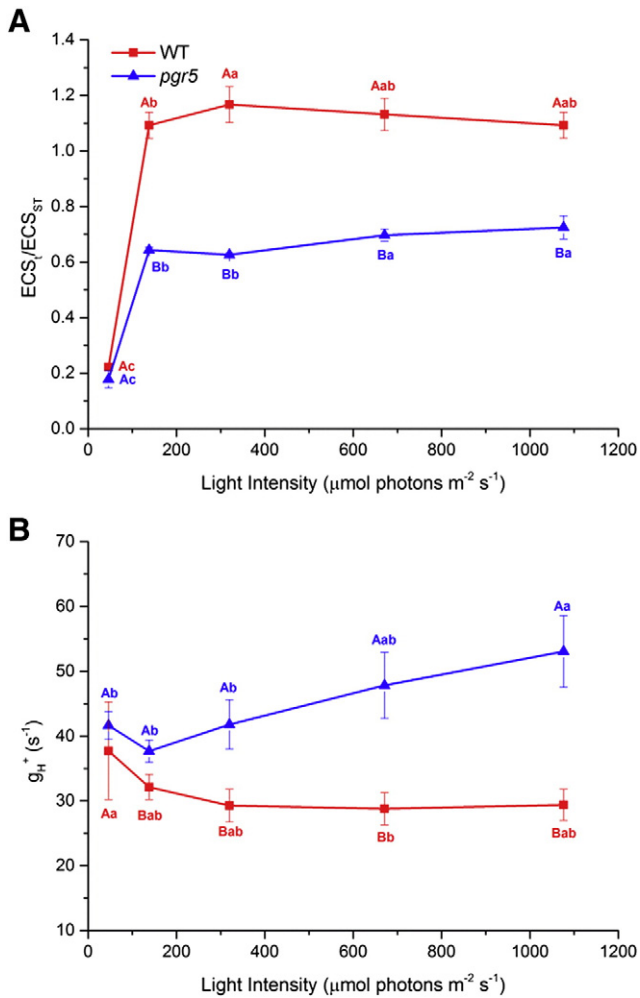 A
1.4
WT
pgr5
1.2
Ab
Aa
Aab
Aab
1.0
ECSt/ECSST
0.8
0.6
Bb
Bb
Ba
Ba
0.4
0.2
Ac
Ac
0.0
0 200 400 600 800 1000 1200
Light Intensity (μmol photons m-2 s-1)
B
70
60
Aa
Aab
50
Ab
Ab
Ab
40
gH+ (s-1)
30
Aa
Bab
Bab
Bb
Bab
20
10
0 200 400 600 800 1000 1200
Light Intensity (μmol photons m-2 s-1)